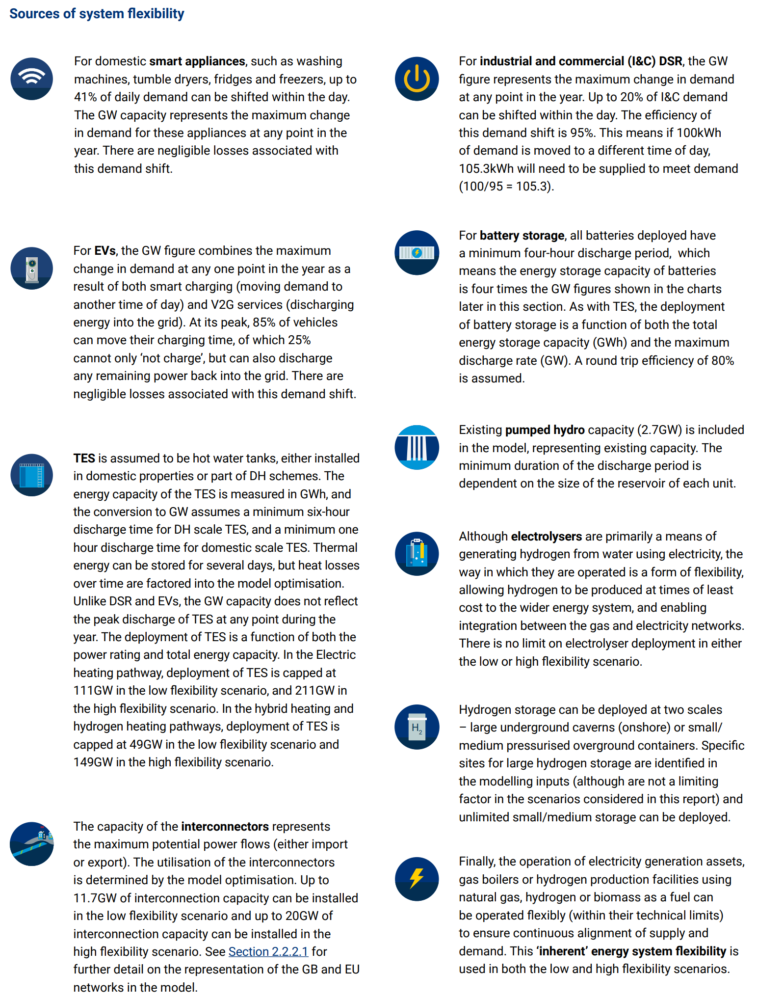 Sources of system flexibility
For domestic smart appliances, such as washing
machines, tumble dryers, fridges and freezers, up to
41% of daily demand can be shifted within the day.
The GW capacity represents the maximum change
in demand for these appliances at any point in the
year. There are negligible losses associated with
this demand shift.
For EVs, the GW figure combines the maximum
change in demand at any one point in the year as a
result of both smart charging (moving demand to
another time of day) and V2G services (discharging
energy into the grid). At its peak, 85% of vehicles
can move their charging time, of which 25%
cannot only ‘not charge’, but can also discharge
any remaining power back into the grid. There are
negligible losses associated with this demand shift.
TES is assumed to be hot water tanks, either installed
in domestic properties or part of DH schemes. The
energy capacity of the TES is measured in GWh, and
the conversion to GW assumes a minimum six-hour
discharge time for DH scale TES, and a minimum one
hour discharge time for domestic scale TES. Thermal
energy can be stored for several days, but heat losses
over time are factored into the model optimisation.
Unlike DSR and EVs, the GW capacity does not reflect
the peak discharge of TES at any point during the
year. The deployment of TES is a function of both the
power rating and total energy capacity. In the Electric
heating pathway, deployment of TES is capped at
111GW in the low flexibility scenario, and 211GW in
the high flexibility scenario. In the hybrid heating and
hydrogen heating pathways, deployment of TES is
capped at 49GW in the low flexibility scenario and
149GW in the high flexibility scenario.
The capacity of the interconnectors represents
the maximum potential power flows (either import
or export). The utilisation of the interconnectors
is determined by the model optimisation. Up to
11.7GW of interconnection capacity can be installed
in the low flexibility scenario and up to 20GW of
interconnection capacity can be installed in the
high flexibility scenario. See Section 2.2.2.1 for
further detail on the representation of the GB and EU
networks in the model.
For industrial and commercial (I&C) DSR, the GW
figure represents the maximum change in demand
at any point in the year. Up to 20% of I&C demand
can be shifted within the day. The efficiency of
this demand shift is 95%. This means if 100kWh
of demand is moved to a different time of day,
105.3kWh will need to be supplied to meet demand
(100/95 = 105.3).
For battery storage, all batteries deployed have
a minimum four-hour discharge period, which
means the energy storage capacity of batteries
is four times the GW figures shown in the charts
later in this section. As with TES, the deployment
of battery storage is a function of both the total
energy storage capacity (GWh) and the maximum
discharge rate (GW). A round trip efficiency of 80%
is assumed.
Existing pumped hydro capacity (2.7GW) is included
in the model, representing existing capacity. The
minimum duration of the discharge period is
dependent on the size of the reservoir of each unit.
Although electrolysers are primarily a means of
generating hydrogen from water using electricity, the
way in which they are operated is a form of flexibility,
allowing hydrogen to be produced at times of least
cost to the wider energy system, and enabling
integration between the gas and electricity networks.
There is no limit on electrolyser deployment in either
the low or high flexibility scenario.
H2
Hydrogen storage can be deployed at two scales
– large underground caverns (onshore) or small/
medium pressurised overground containers. Specific
sites for large hydrogen storage are identified in
the modelling inputs (although are not a limiting
factor in the scenarios considered in this report) and
unlimited small/medium storage can be deployed.
Finally, the operation of electricity generation assets,
gas boilers or hydrogen production facilities using
natural gas, hydrogen or biomass as a fuel can
be operated flexibly (within their technical limits)
to ensure continuous alignment of supply and
demand. This ‘inherent’ energy system flexibility is
used in both the low and high flexibility scenarios.